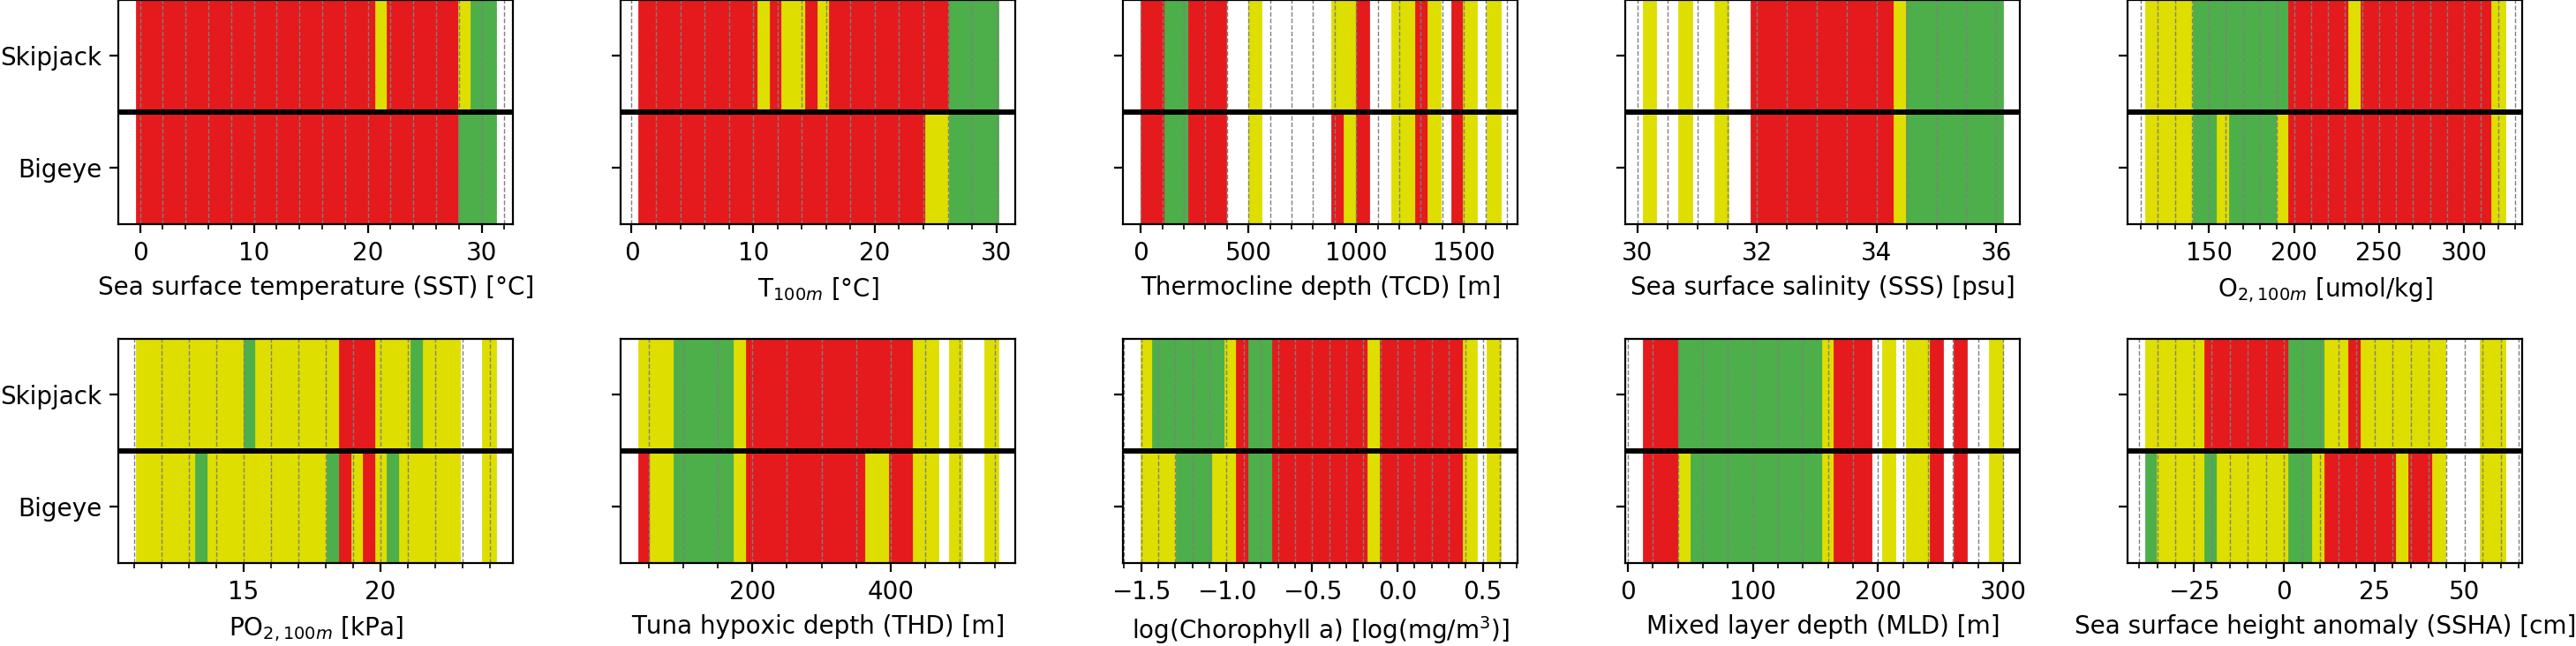 Skipjack
Bigeye
0 10 20 30
Sea surface temperature (SST) [°C]
0 10 20 30
T100m [°C]
0 500 1000 1500
Thermocline depth (TCD) [m]
30 32 34 36
Sea surface salinity (SSS) [psu]
150 200 250 300
O2,100m [umol/kg]
Skipjack
Bigeye
15 20
PO2,100m [kPa]
200 400
Tuna hypoxic depth (THD) [m]
−1.5 −1.0 −0.5 0.0 0.5
log(Chorophyll a) [log(mg/m3)]
0 100 200 300
Mixed layer depth (MLD) [m]
−25 0 25 50
Sea surface height anomaly (SSHA) [cm]